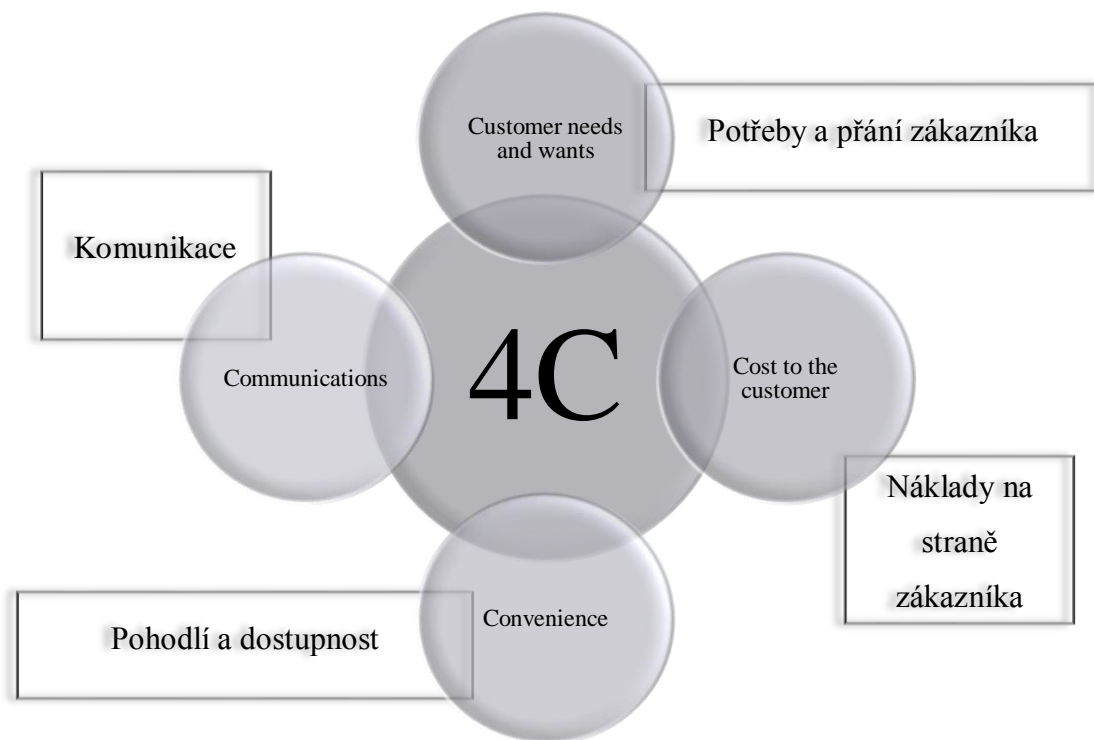 Customer needs
and wants
Potřeby a přání zákazníka
Komunikace
Communications
4C
Cost to the
customer
Náklady na
straně
zákazníka
Convenience
Pohodlí a dostupnost